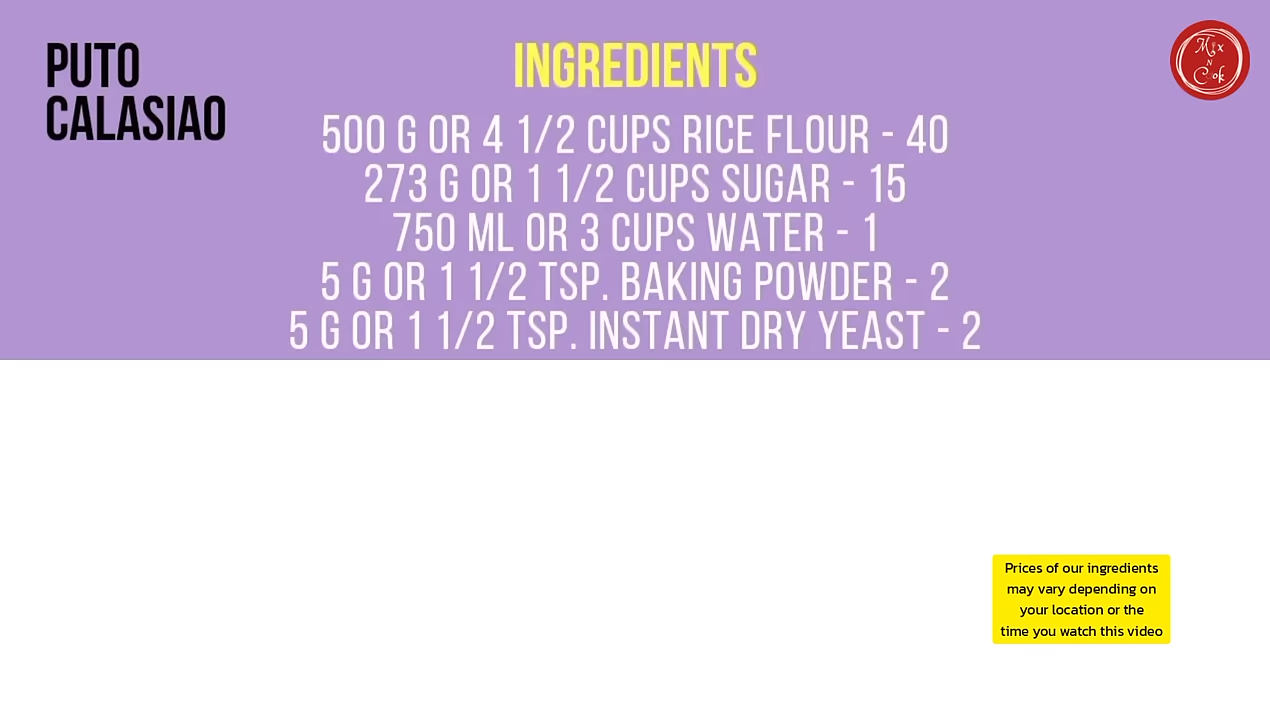 PUTO
CALASIAO
INGREDIENTS
500 G OR 4 1/2 CUPS RICE FLOUR - 40
273 G OR 1 1/2 CUPS SUGAR - 15
750 ML OR 3 CUPS WATER - 1
5 G OR 1 1/2 TSP. BAKING POWDER - 2
5 G OR 1 1/2 TSP. INSTANT DRY YEAST - 2
Mix
N
Cook
Prices of our ingredients
may vary depending on
your location or the
time you watch this video